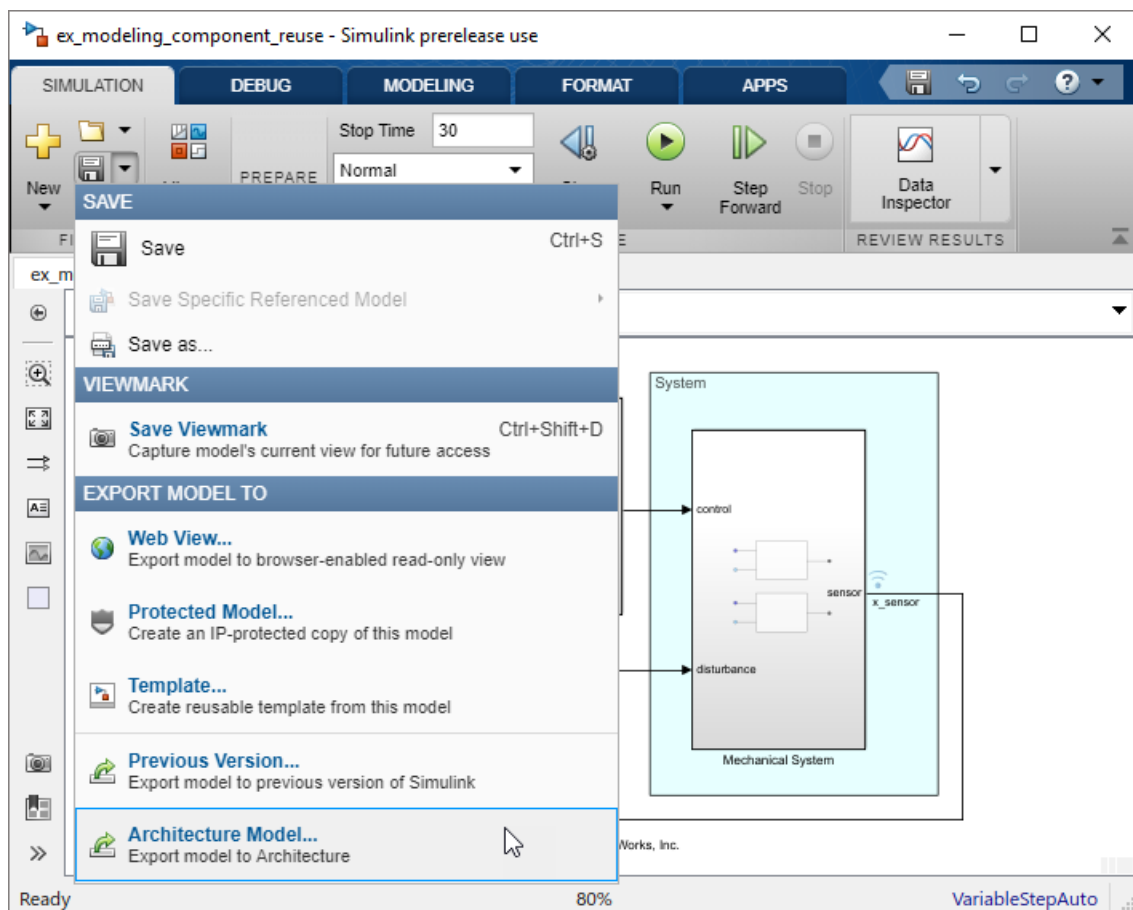 ex_modeling_component_reuse - Simulink prerelease use
SIMULATION
DEBUG
MODELING
FORMAT
APPS
New
PREPARE
Stop Time
30
Normal
Run
Step
Forward
Stop
Data
Inspector
REVIEW RESULTS
SAVE
Save
Ctrl+S
Save Specific Referenced Model
Save as...
VIEWMARK
Save Viewmark
Ctrl+Shift+D
Capture model's current view for future access
EXPORT MODEL TO
Web View...
Export model to browser-enabled read-only view
Protected Model...
Create an IP-protected copy of this model
Template...
Create reusable template from this model
Previous Version...
Export model to previous version of Simulink
Architecture Model...
Export model to Architecture
System
control
sensor
x_sensor
disturbance
Mechanical System
Works, Inc.
Ready
80%
VariableStepAuto